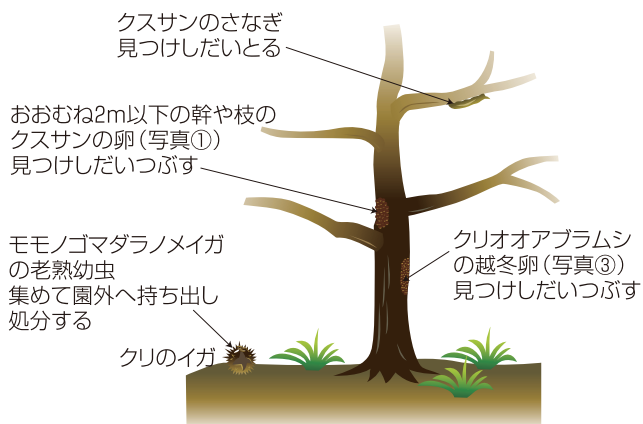 クスサンのさなぎ
見つけしだいとる
おおむね2m以下の幹や枝の
クスサンの卵（写真①）
見つけしだいつぶす
モモノゴマダラノメイガ
の老熟幼虫
集めて園外へ持ち出し
処分する
クリのイガ
クリオオアブラムシ
の越冬卵（写真③）
見つけしだいつぶす